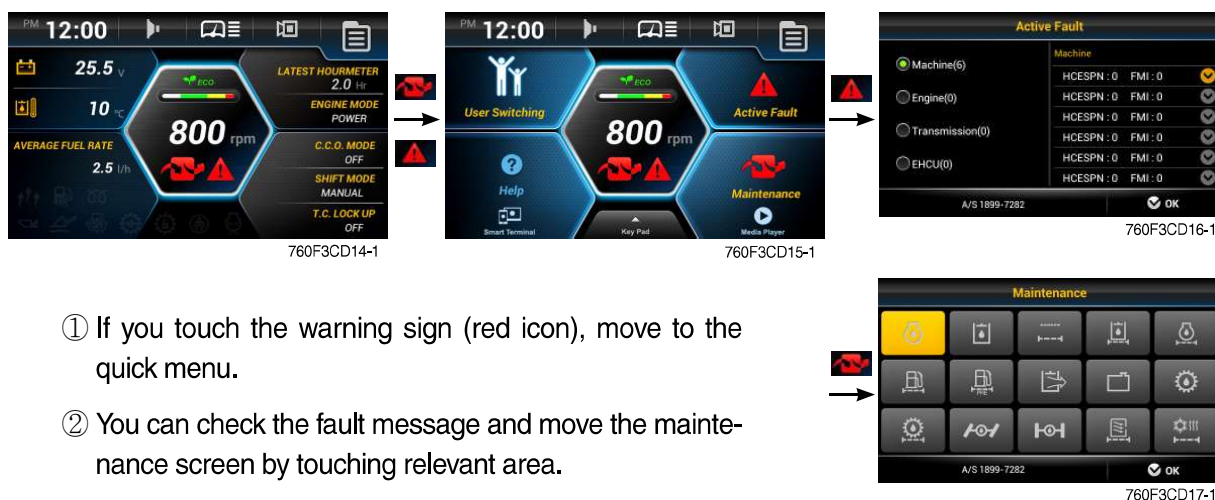 PM 12:00
25.5 V
10 ℃
AVERAGE FUEL RATE
2.5 l/h
ECO
800 rpm
LATEST HOURMETER
2.0 Hr
ENGINE MODE
POWER
C.C.O. MODE
OFF
SHIFT MODE
MANUAL
T.C. LOCK UP
OFF
760F3CD14-1
PM 12:00
User Switching
Help
Smart Terminal
ECO
800 rpm
Key Pad
Active Fault
Maintenance
Media Player
760F3CD15-1
Active Fault
Machine(6)
Engine(0)
Transmission(0)
EHCU(0)
Machine
HCESPN : 0 FMI : 0
HCESPN : 0 FMI : 0
HCESPN : 0 FMI : 0
HCESPN : 0 FMI : 0
HCESPN : 0 FMI : 0
HCESPN : 0 FMI : 0
A/S 1899-7282 OK
760F3CD16-1
① If you touch the warning sign (red icon), move to the
quick menu.
② You can check the fault message and move the mainte-
nance screen by touching relevant area.
Maintenance
PRE
A/S 1899-7282 OK
760F3CD17-1